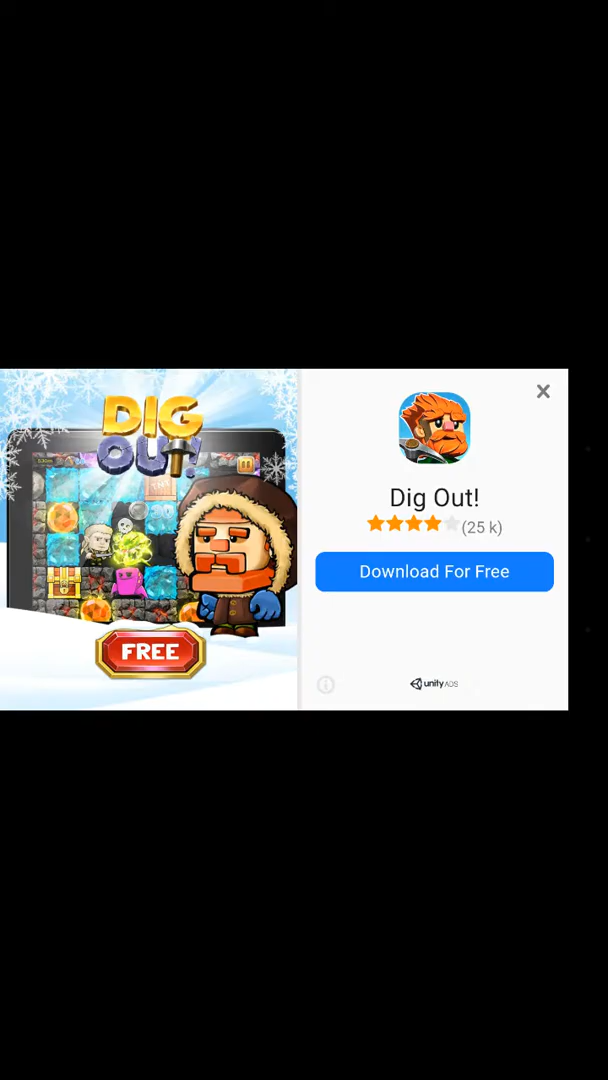 DIG
OUT!
FREE
Dig Out!
(25 k)
Download For Free
unity ADS